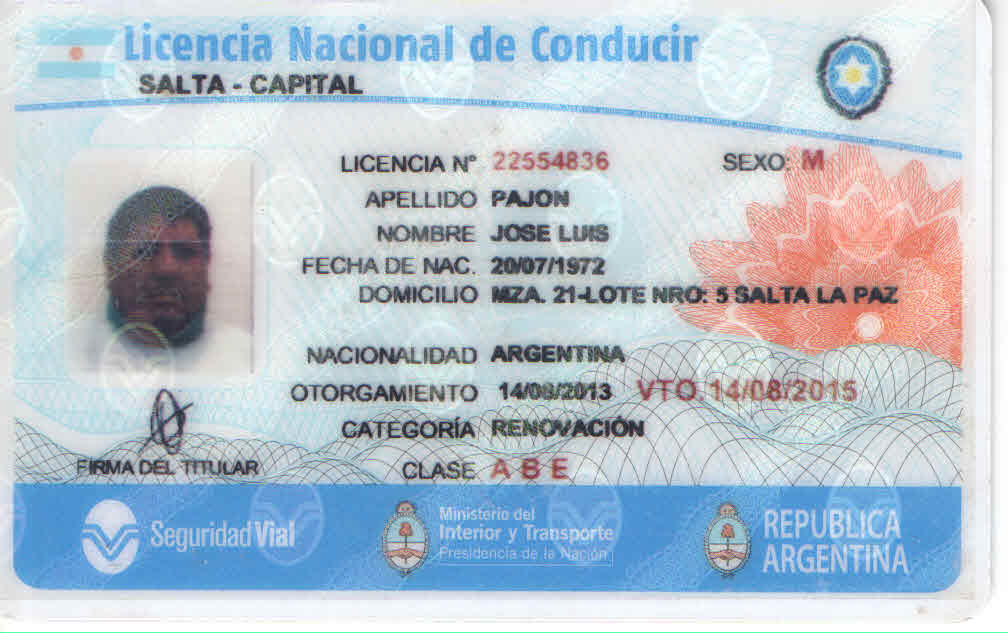 Licencia Nacional de Conducir
SALTA - CAPITAL
LICENCIA N° 22554836 SEXO: M
APELLIDO PAJON
NOMBRE JOSE LUIS
FECHA DE NAC. 20/07/1972
DOMICILIO MZA. 21-LOTE NRO: 5 SALTA LA PAZ
NACIONALIDAD ARGENTINA
OTORGAMIENTO 14/08/2013 VTO. 14/08/2015
CATEGORÍA RENOVACIÓN
FIRMA DEL TITULAR CLASE A B E
Seguridad Vial
Ministerio del
Interior y Transporte
Presidencia de la Nación
REPUBLICA
ARGENTINA